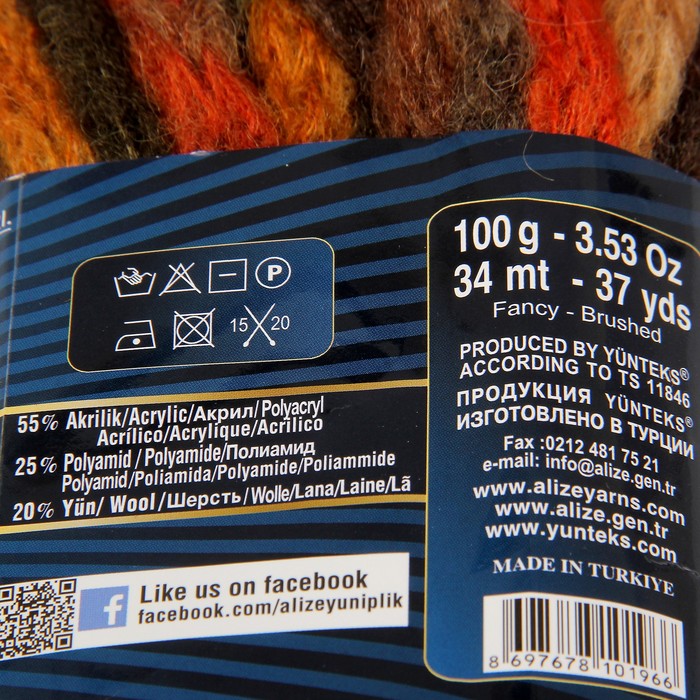 P
15 20
55% Akrilik/Acrylic/Акрил/Polyacryl
Acrílico/Acrylique/Acrilico
25% Polyamid / Polyamide/Полиамид
Polyamid/Poliamida/Polyamide/Poliammide
20% Yün/ Wool/Шерсть/Wolle/Lana/Laine/Lã
Like us on facebook
facebook.com/alizeyuniplik
100 g - 3.53 Oz
34 mt - 37 yds
Fancy - Brushed
PRODUCED BY YÜNTEKS®
ACCORDING TO TS 11846
ПРОДУКЦИЯ YÜNTEKS®
ИЗГОТОВЛЕНО В ТУРЦИИ
Fax :0212 481 75 21
e-mail: info@alize.gen.tr
www.alizeyarns.com
www.alize.gen.tr
www.yunteks.com
MADE IN TURKIYE
8 697678 101966